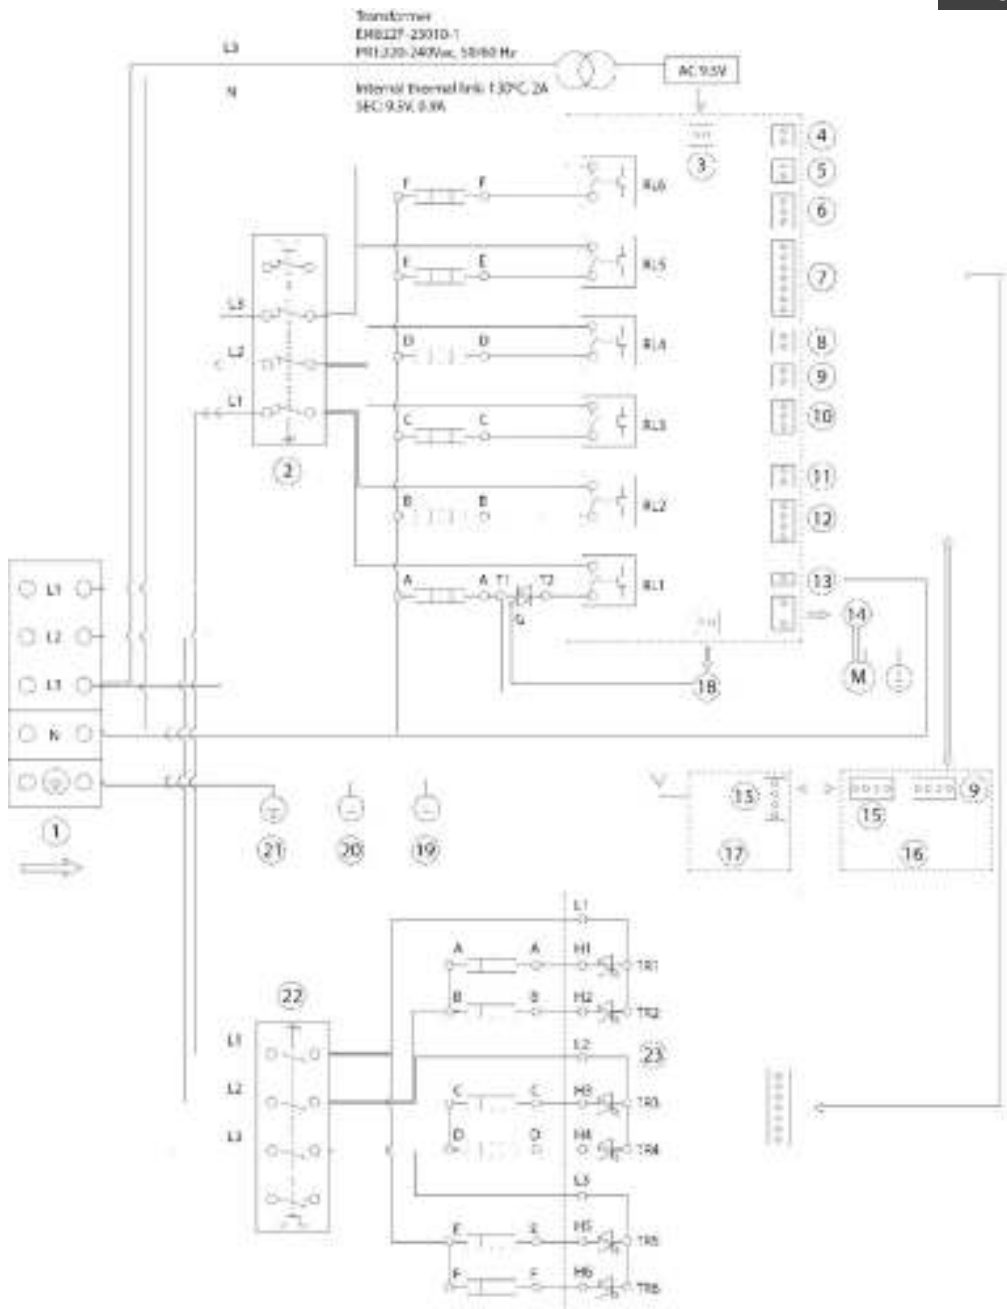 Transformer
L3
PRI:220-240Vac, 50/60 Hz
AC 9.5V
N
Internal thermal link: 130°C, 2A
SEC: 9.5V, 0.9A
4
3
5
F F RL6
6
F E RL5
7
L3
D D RL4
8
L2
9
L1
C C RL3
10
2
11
B B RL2
12
A A T1 T2 RL1
13
L1
G
14
L2
L3
18
M
N
13
9
15
1
21
20
19
17
16
L1
A A H1 TR1
22
B B H2 TR2
L1
L2
23
L2
C C H3 TR3
L3
D D H4 TR4
L3
E E H5 TR5
F F H6 TR6